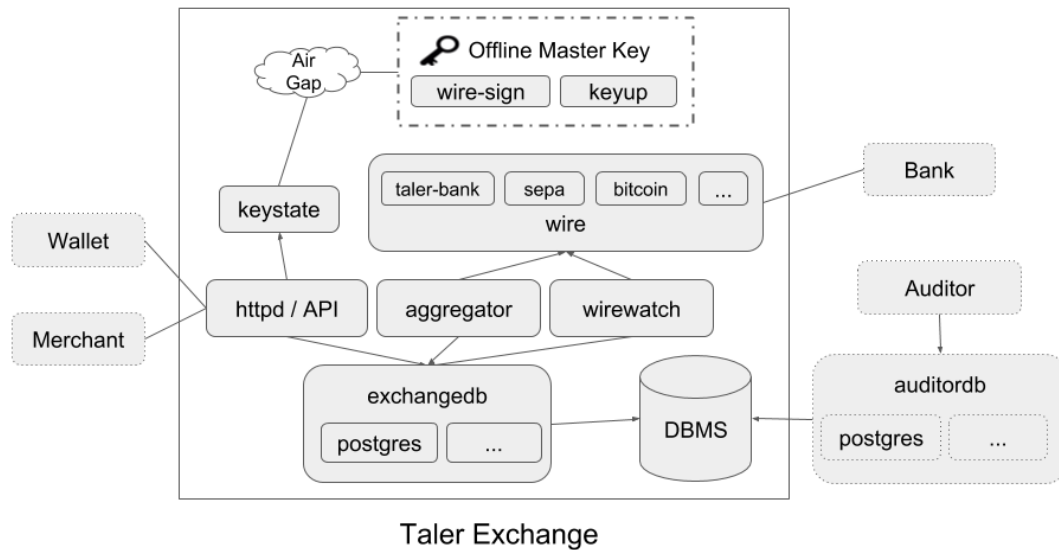 Air
Gap
Offline Master Key
wire-sign
keyup
taler-bank
sepa
bitcoin
...
wire
Bank
keystate
Wallet
Merchant
httpd / API
aggregator
wirewatch
Auditor
exchangedb
postgres
...
DBMS
auditordb
postgres
...
Taler Exchange